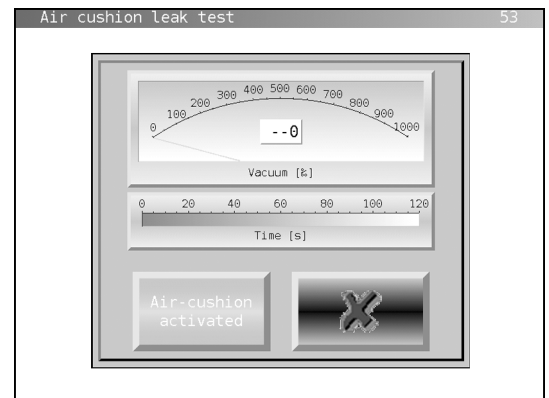 Air cushion leak test 53
0 100 200 300 400 500 600 700 800 900 1000
--0
Vacuum [‰]
0 20 40 60 80 100 120
Time [s]
Air-cushion
activated